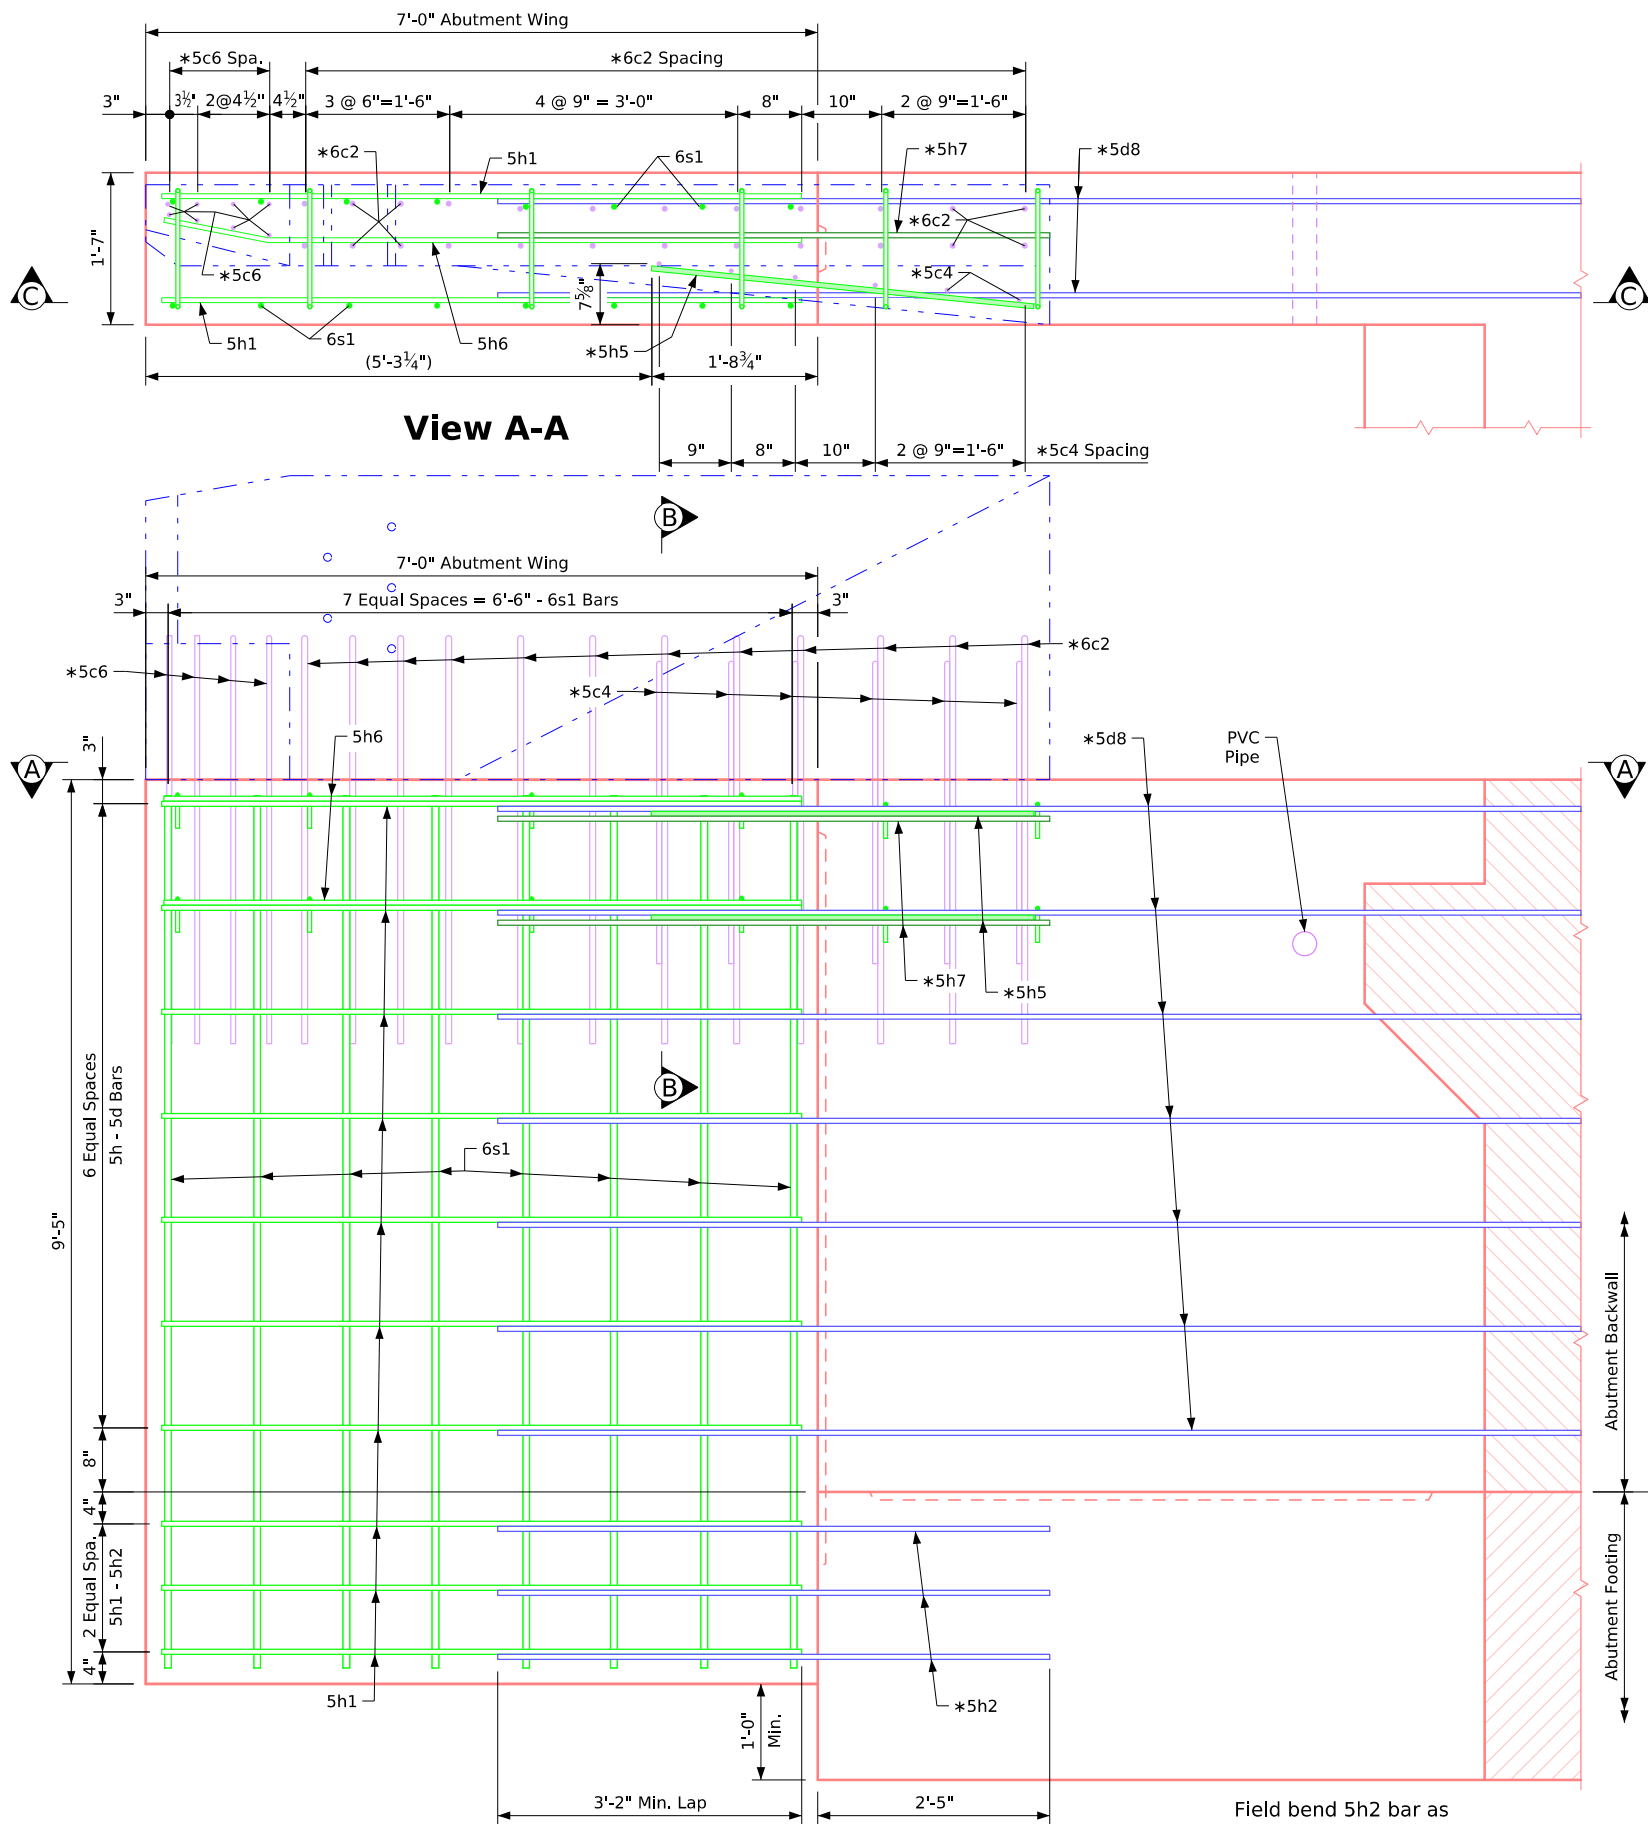 7'-0" Abutment Wing
∗5c6 Spa.
∗6c2 Spacing
3"
3½"
2@4½"
4½"
3 @ 6"=1'-6"
4 @ 9" = 3'-0"
8"
10"
2 @ 9"=1'-6"
∗6c2
5h1
6s1
∗5h7
∗5d8
1'-7"
∗6c2
∗5c6
∗5c4
C
C
7⅝"
5h1
6s1
5h6
∗5h5
(5'-3¼")
1'-8¾"
View A-A
9"
8"
10"
2 @ 9"=1'-6"
∗5c4 Spacing
B
7'-0" Abutment Wing
3"
7 Equal Spaces = 6'-6" - 6s1 Bars
3"
∗6c2
∗5c6
∗5c4
3"
5h6
∗5d8
PVC
Pipe
A
A
∗5h7
∗5h5
6 Equal Spaces
5h - 5d Bars
B
6s1
9'-5"
Abutment Backwall
8"
4"
2 Equal Spa.
5h1 - 5h2
4"
Abutment Footing
5h1
∗5h2
1'-0"
Min.
3'-2" Min. Lap
2'-5"
Field bend 5h2 bar as